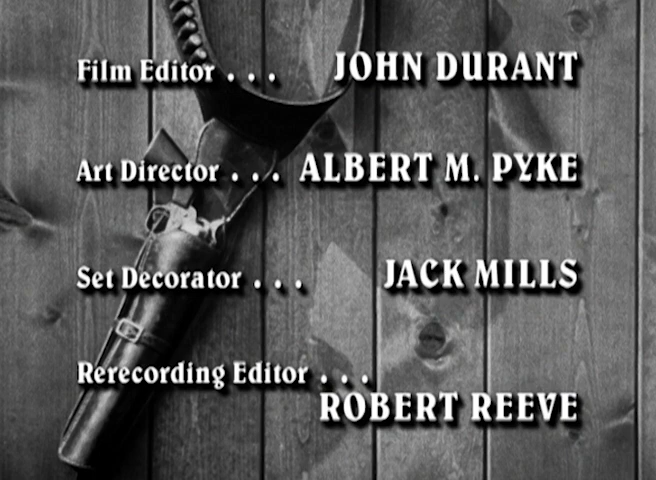 Film Editor . . . JOHN DURANT
Art Director . . . ALBERT M. PYKE
Set Decorator . . . JACK MILLS
Rerecording Editor . . .
ROBERT REEVE